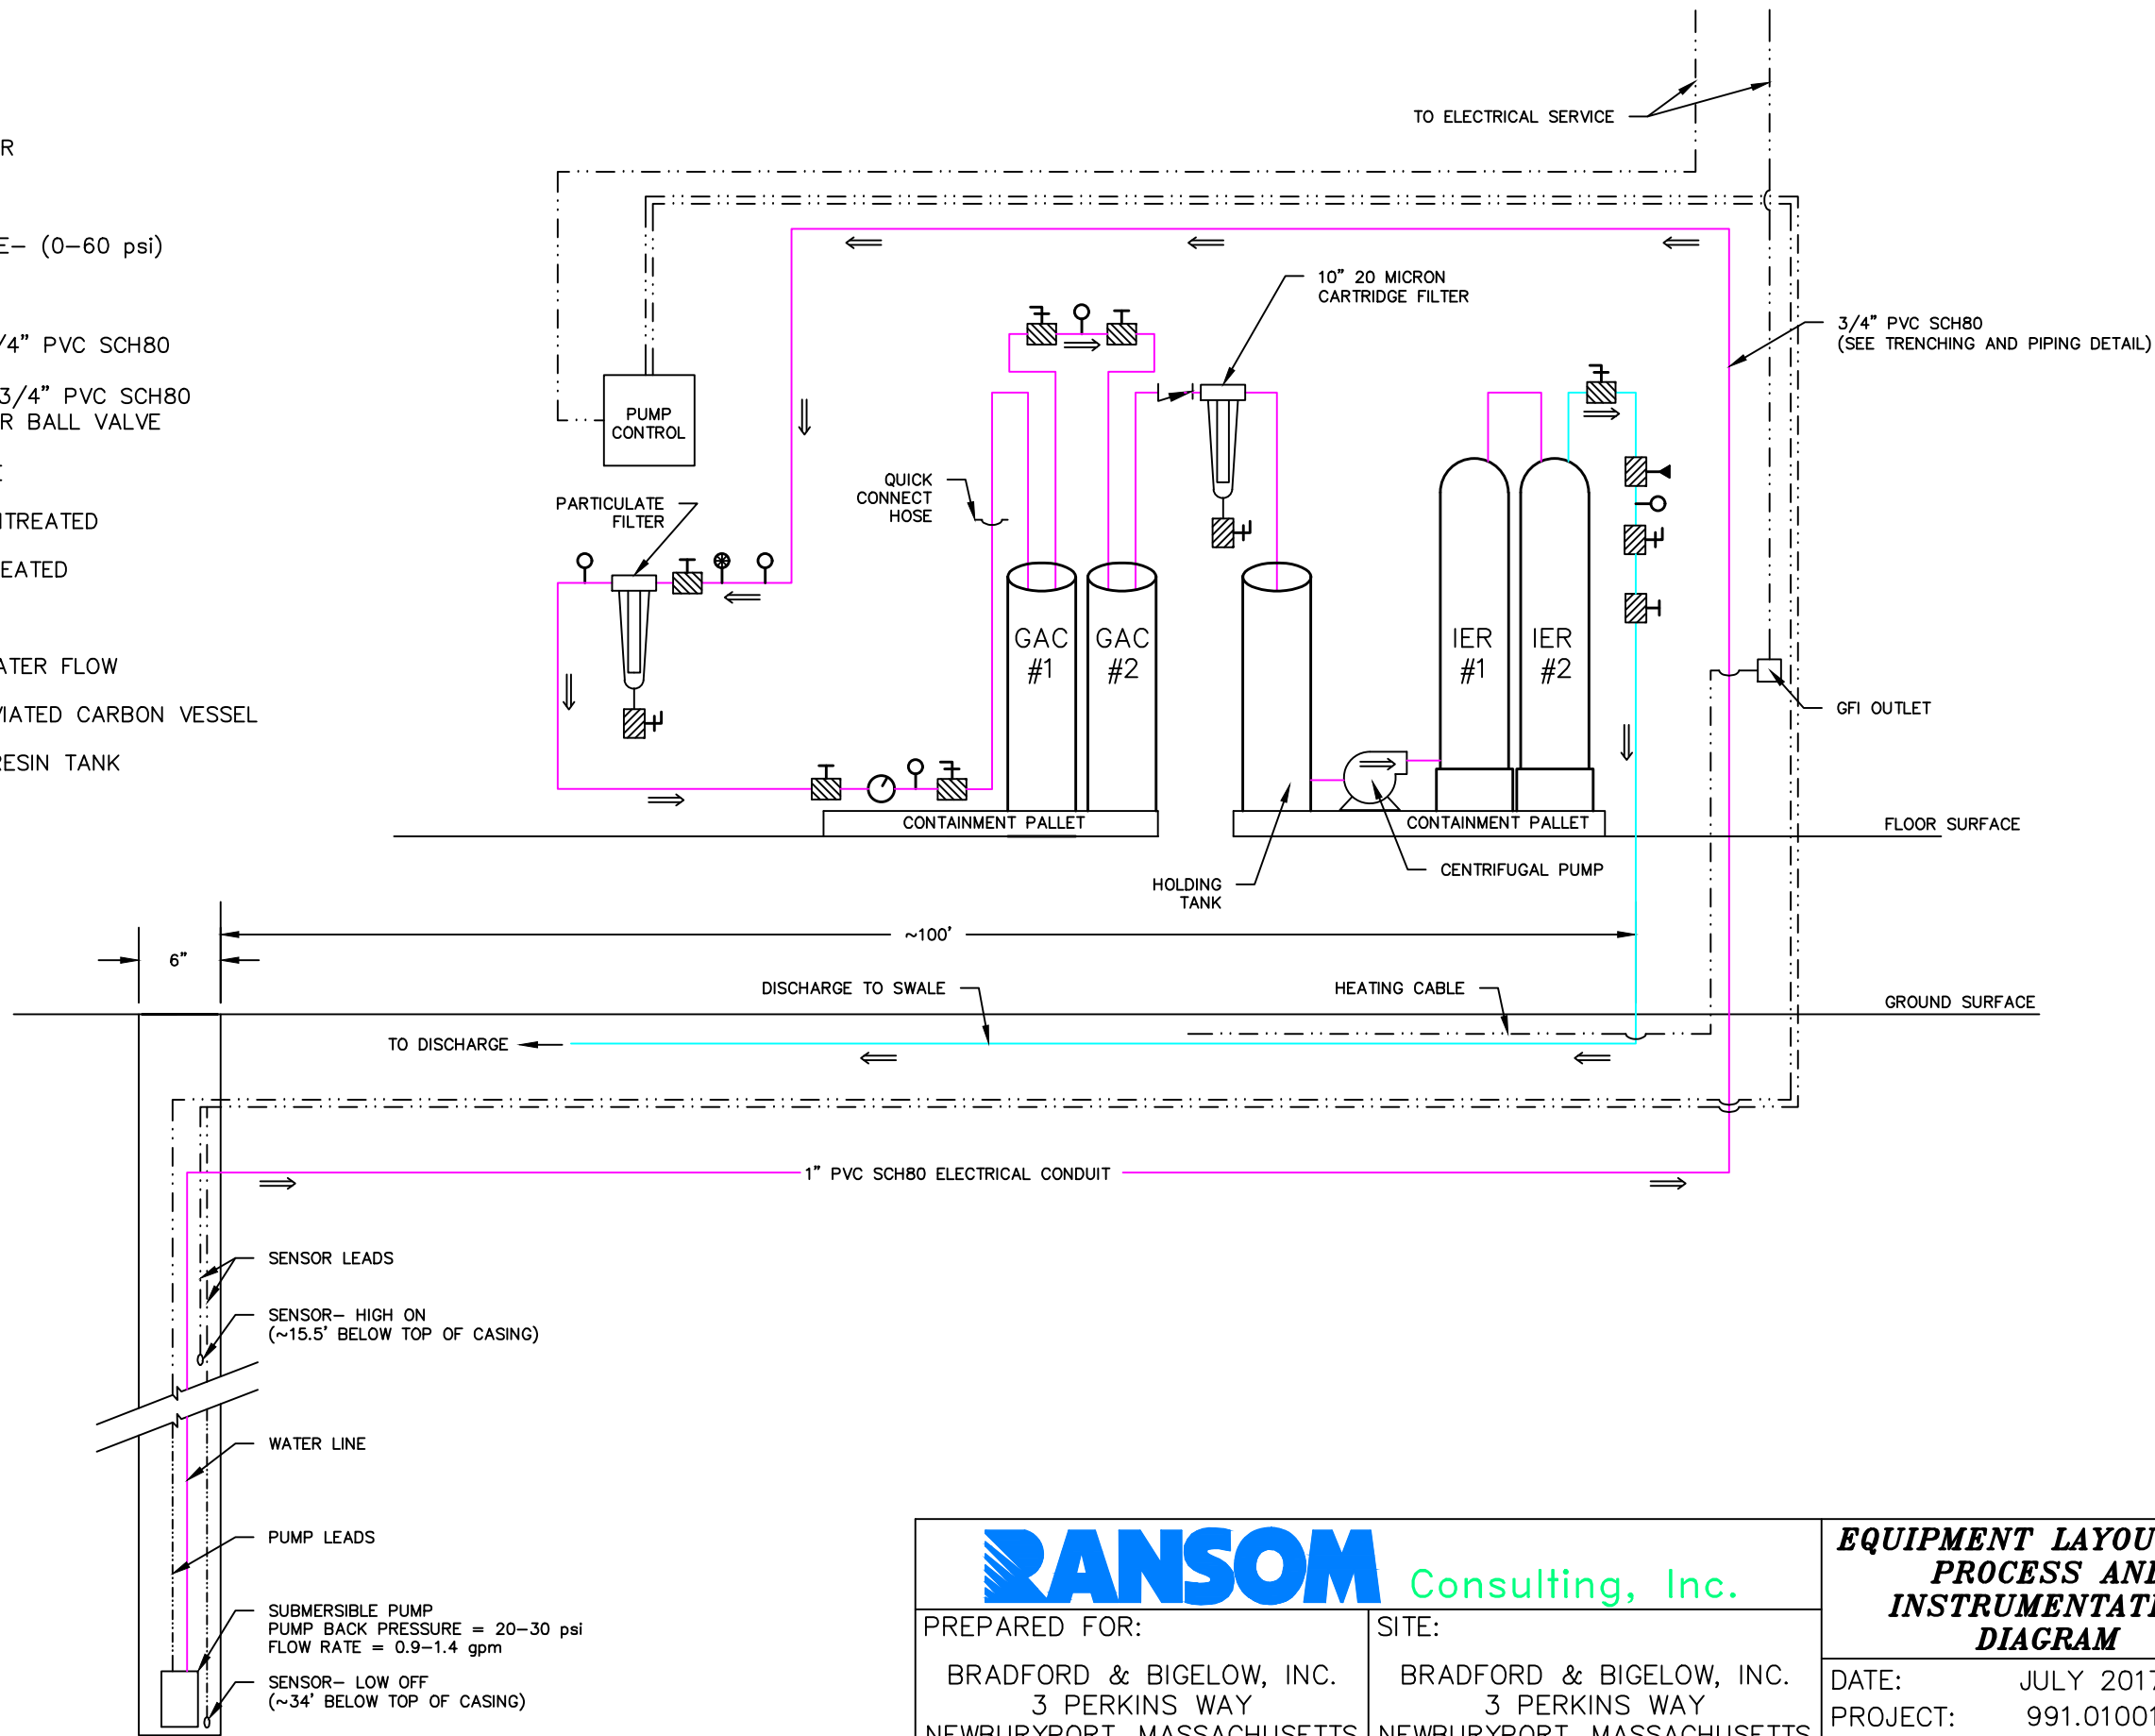 TO ELECTRICAL SERVICE
R
E- (0-60 psi)
/4" PVC SCH80
3/4" PVC SCH80
R BALL VALVE
E
NTREATED
EATED
ATER FLOW
VIATED CARBON VESSEL
RESIN TANK
10" 20 MICRON
CARTRIDGE FILTER
3/4" PVC SCH80
(SEE TRENCHING AND PIPING DETAIL)
PUMP
CONTROL
QUICK
CONNECT
HOSE
PARTICULATE
FILTER
GAC
#1
GAC
#2
IER
#1
IER
#2
GFI OUTLET
CONTAINMENT PALLET
CONTAINMENT PALLET
FLOOR SURFACE
CENTRIFUGAL PUMP
HOLDING
TANK
~100'
6"
DISCHARGE TO SWALE
HEATING CABLE
GROUND SURFACE
TO DISCHARGE
1" PVC SCH80 ELECTRICAL CONDUIT
SENSOR LEADS
SENSOR- HIGH ON
(~15.5' BELOW TOP OF CASING)
WATER LINE
PUMP LEADS
SUBMERSIBLE PUMP
PUMP BACK PRESSURE = 20-30 psi
FLOW RATE = 0.9-1.4 gpm
SENSOR- LOW OFF
(~34' BELOW TOP OF CASING)
RANSOM Consulting, Inc.
PREPARED FOR:
BRADFORD & BIGELOW, INC.
3 PERKINS WAY
NEWBURYPORT, MASSACHUSETTS
SITE:
BRADFORD & BIGELOW, INC.
3 PERKINS WAY
NEWBURYPORT, MASSACHUSETTS
EQUIPMENT LAYOU
PROCESS AN
INSTRUMENTATI
DIAGRAM
DATE: JULY 2017
PROJECT: 991.0100